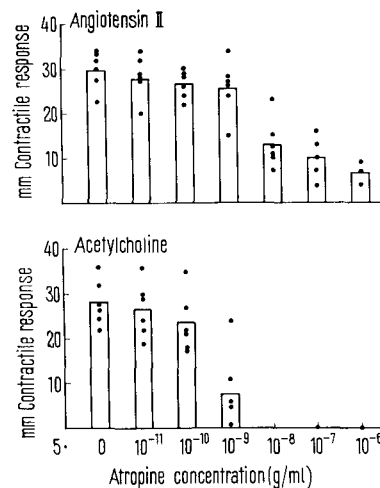 Angiotensin II
40
30
20
10
mm Contractile response
Acetylcholine
40
30
20
10
mm Contractile response
5· 0 10⁻¹¹ 10⁻¹⁰ 10⁻⁹ 10⁻⁸ 10⁻⁷ 10⁻⁶
Atropine concentration (g/ml)